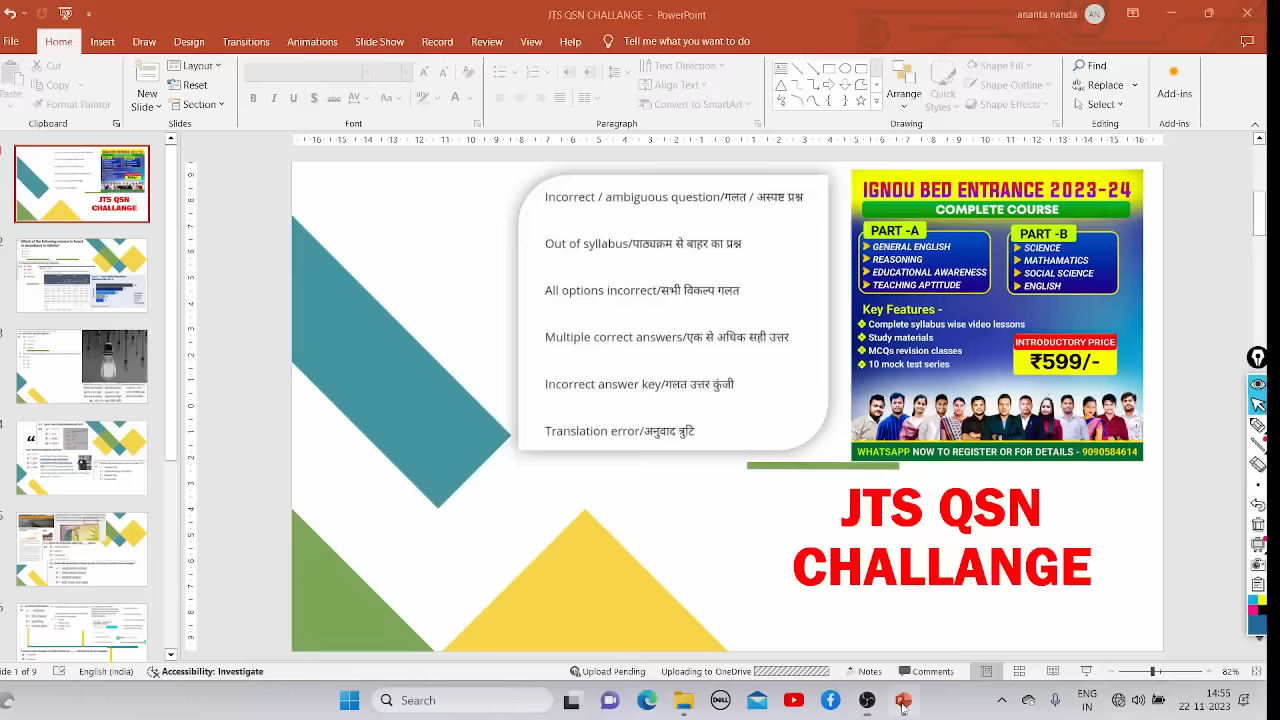 JTS QSN CHALLANGE - PowerPoint
ananta nanda
AN
File Home Insert Draw Design Transitions Animations Slide Show Record Review View Help Tell me what you want to do
Paste
Cut
Copy
Format Painter
Clipboard
New
Slide
Layout
Reset
Section
Slides
B I U S abc AV Aa A
Font
Text Direction
Align Text
Convert to SmartArt
Paragraph
Arrange
Quick
Styles
Shape Fill
Shape Outline
Shape Effects
Drawing
Find
Replace
Select
Editing
Add-ins
Add-ins
Incorrect / ambiguous question/गलत / अस्पष्ट प्रश्न
Out of syllabus/पाठ्यक्रम से बाहर का प्रश्न
All options incorrect/सभी विकल्प गलत
Multiple correct answers/एक से अधिक सही उत्तर
Incorrect answer key/गलत उत्तर कुंजी
Translation error/अनुवाद त्रुटि
IGNOU BED ENTRANCE 2023-24
COMPLETE COURSE
PART -A
GENERAL ENGLISH
REASONING
EDUCATIONAL AWARENESS
TEACHING APTITUDE
PART -B
SCIENCE
MATHAMATICS
SOCIAL SCIENCE
ENGLISH
Key Features -
Complete syllabus wise video lessons
Study materials
MCQs revision classes
10 mock test series
INTRODUCTORY PRICE
₹599/-
WHATSAPP NOW TO REGISTER OR FOR DETAILS - 9090584614
JTS QSN
CHALLANGE
JTS QSN
CHALLANGE
1 of 9
English (India)
Accessibility: Investigate
Upload Pending
Uploading to OneDrive
Notes
Comments
82%
Search
ENG
IN
14:55
22-11-2023